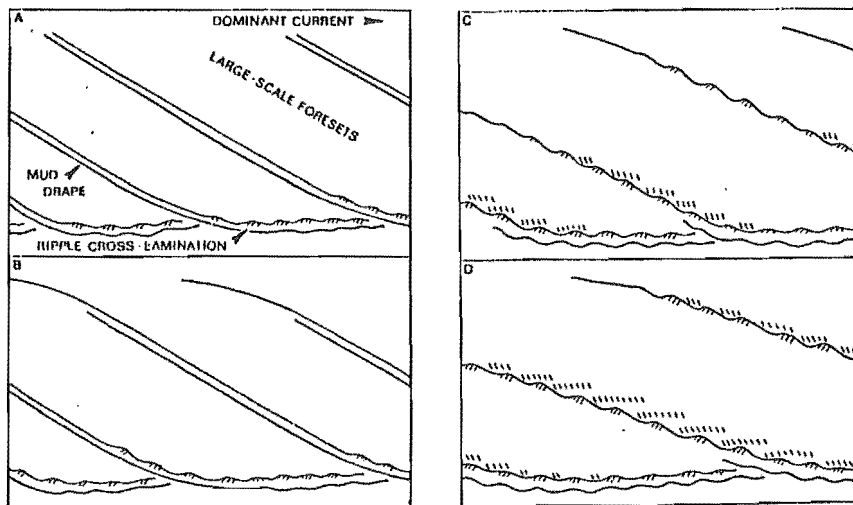 A
DOMINANT CURRENT
LARGE-SCALE FORESETS
MUD
DRAPE
RIPPLE CROSS-LAMINATION
B
C
D